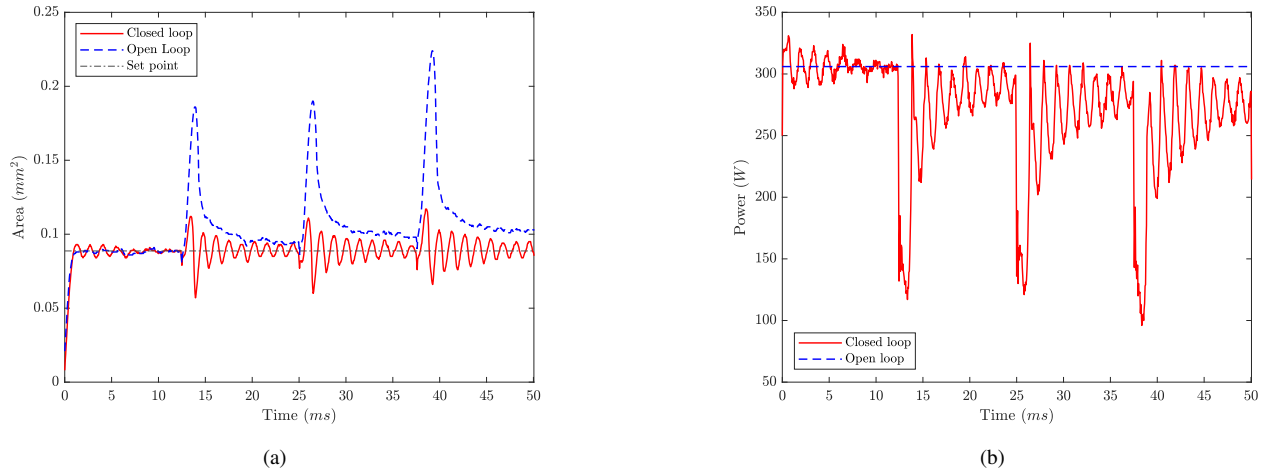 0.25
0.2
0.15
0.1
0.05
0
Area (mm²)
Closed loop
Open Loop
Set point
0 5 10 15 20 25 30 35 40 45 50
Time (ms)
(a)
350
300
250
200
150
100
50
Power (W)
Closed loop
Open loop
0 5 10 15 20 25 30 35 40 45 50
Time (ms)
(b)